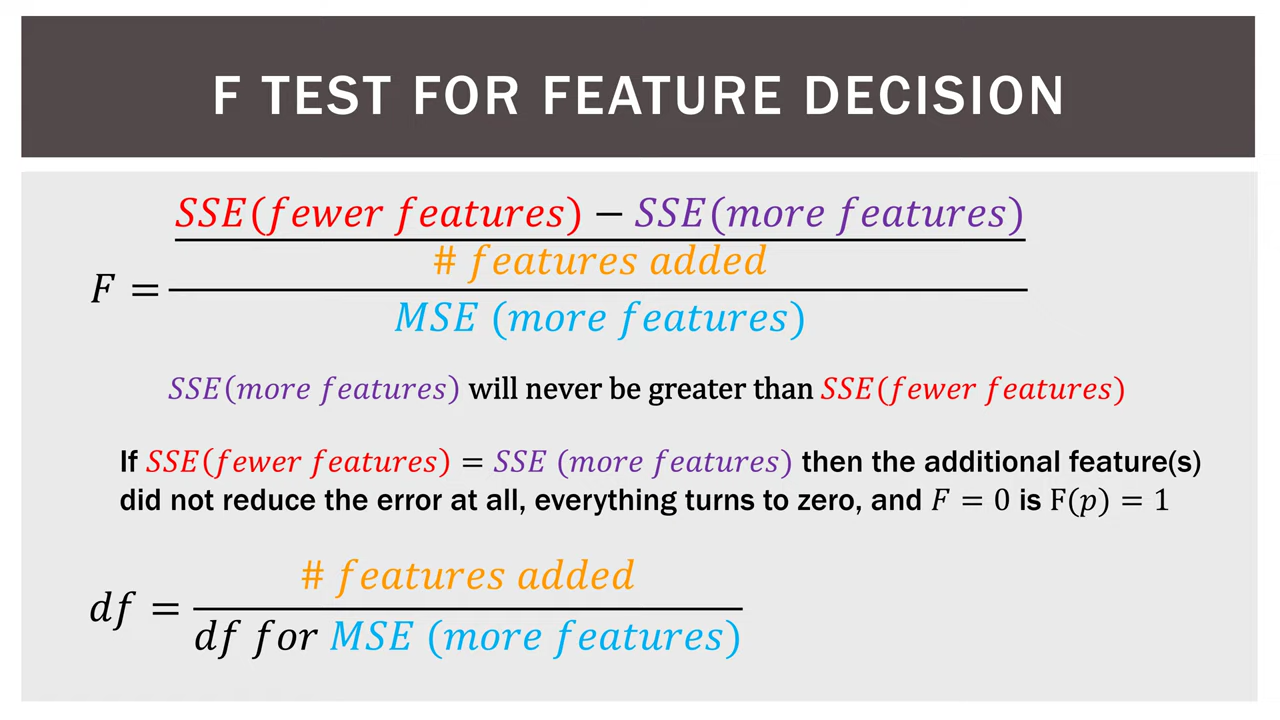 F TEST FOR FEATURE DECISION
SSE(fewer features) − SSE(more features)
# features added
F =
MSE (more features)
SSE(more features) will never be greater than SSE(fewer features)
If SSE(fewer features) = SSE (more features) then the additional feature(s)
did not reduce the error at all, everything turns to zero, and F = 0 is F(p) = 1
# features added
df =
df for MSE (more features)